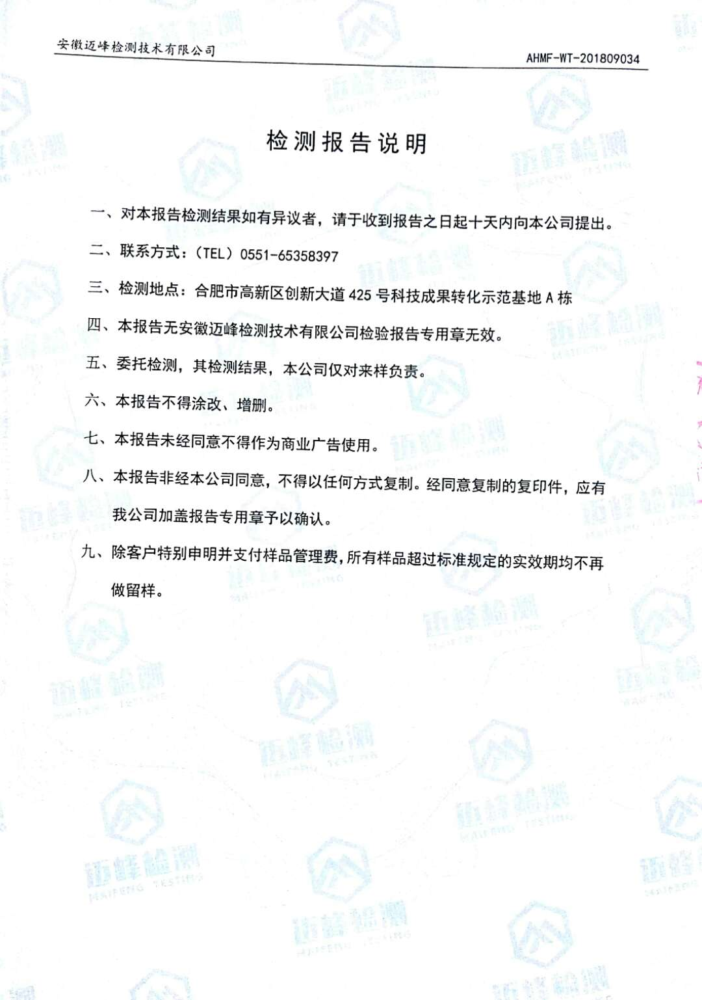 安徽迈峰检测技术有限公司
AHMF-WT-201809034
检测报告说明
一、对本报告检测结果如有异议者，请于收到报告之日起十天内向本公司提出。
二、联系方式：（TEL）0551-65358397
三、检测地点：合肥市高新区创新大道 425 号科技成果转化示范基地 A 栋
四、本报告无安徽迈峰检测技术有限公司检验报告专用章无效。
五、委托检测，其检测结果，本公司仅对来样负责。
六、本报告不得涂改、增删。
七、本报告未经同意不得作为商业广告使用。
八、本报告非经本公司同意，不得以任何方式复制。经同意复制的复印件，应有
我公司加盖报告专用章予以确认。
九、除客户特别申明并支付样品管理费，所有样品超过标准规定的实效期均不再
做留样。